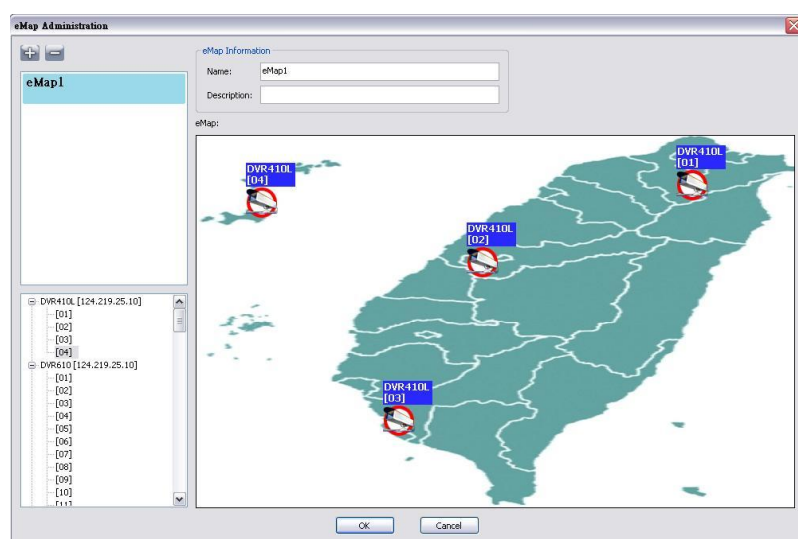 eMap Administration
eMap1
eMap Information
Name: eMap1
Description:
eMap:
DVR410L
[01]
DVR410L
[04]
DVR410L
[02]
DVR410L
[03]
DVR410L [124.219.25.10]
[01]
[02]
[03]
[04]
DVR610 [124.219.25.10]
[01]
[02]
[03]
[04]
[05]
[06]
[07]
[08]
[09]
[10]
[11]
OK
Cancel